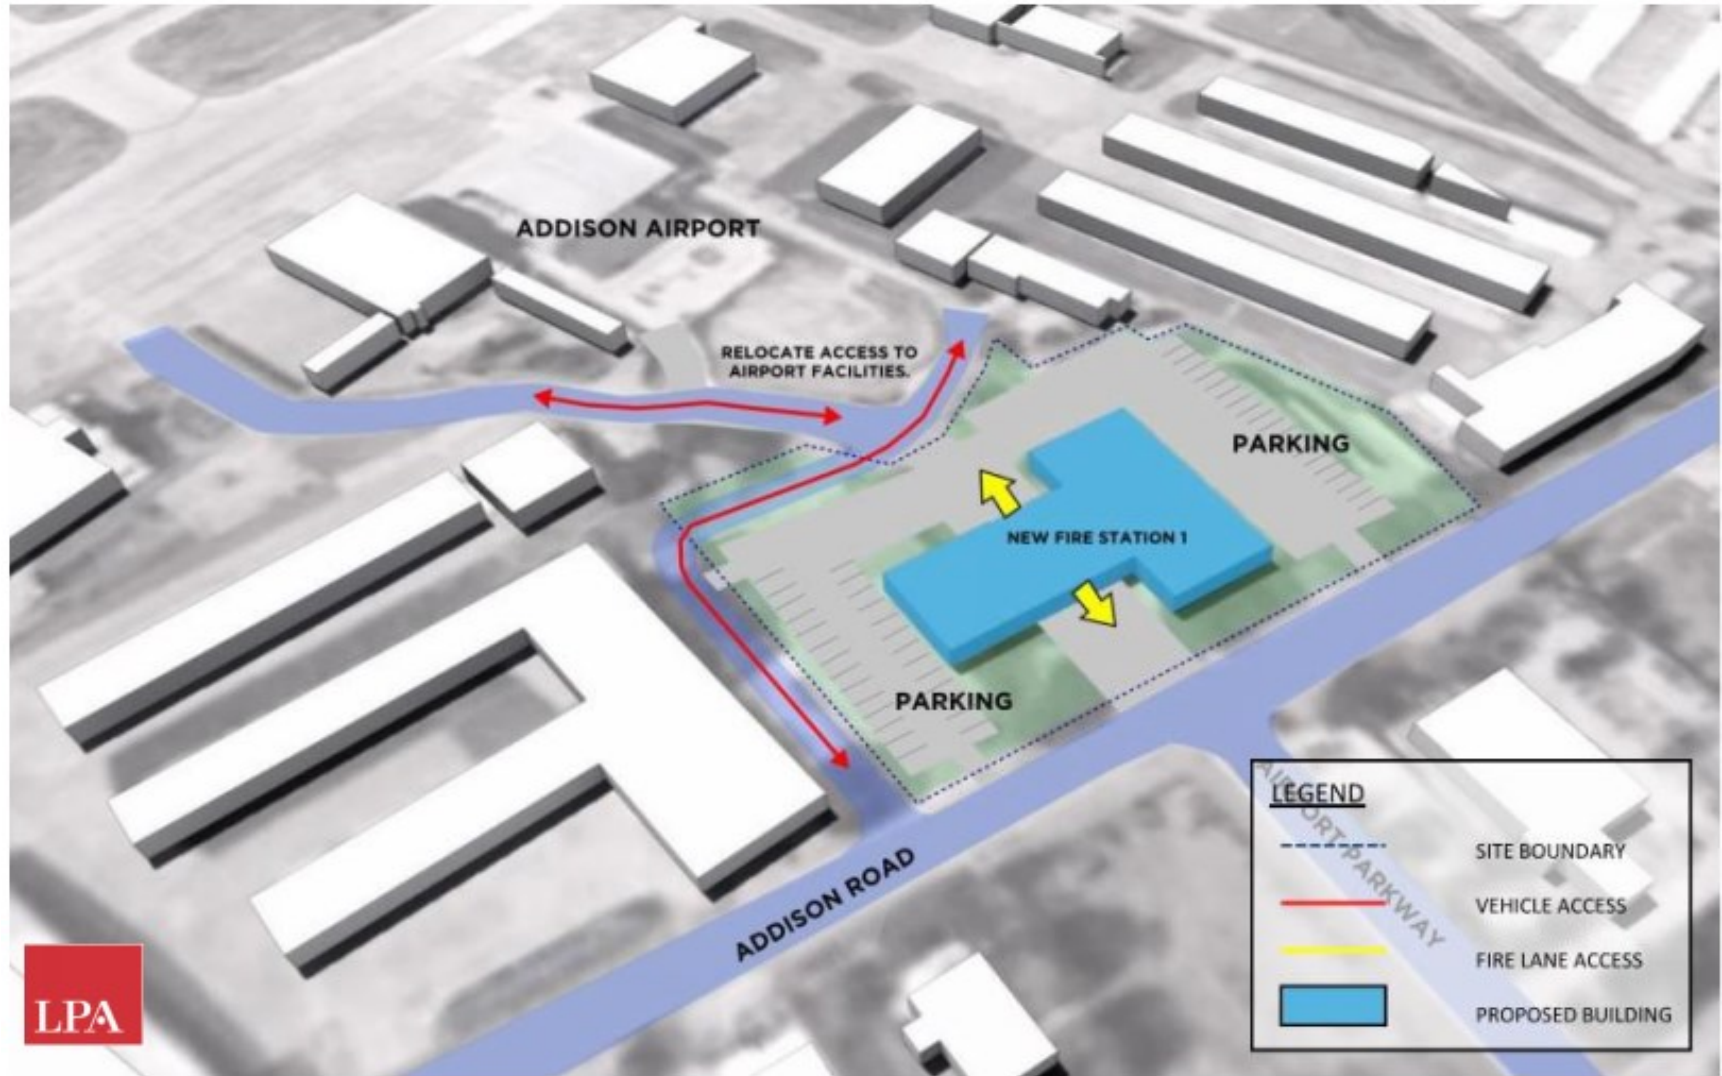 ADDISON AIRPORT
RELOCATE ACCESS TO
AIRPORT FACILITIES.
PARKING
NEW FIRE STATION 1
PARKING
ADDISON ROAD
AIRPORT PARKWAY
LEGEND
SITE BOUNDARY
VEHICLE ACCESS
FIRE LANE ACCESS
PROPOSED BUILDING
LPA